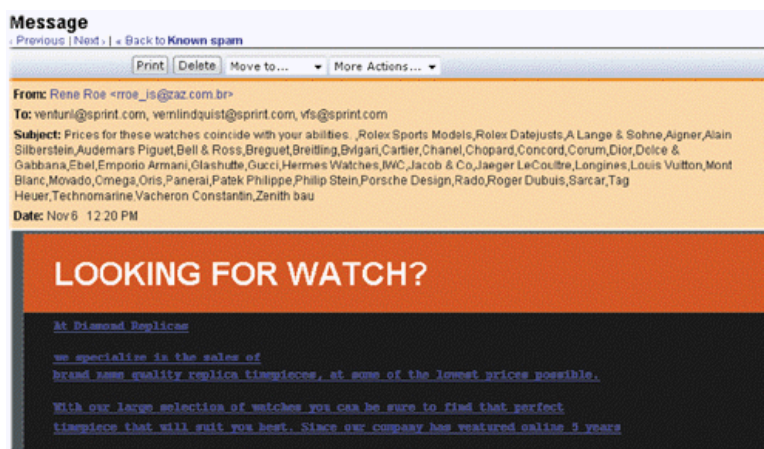 Message
‹ Previous | Next › | « Back to Known spam
Print Delete Move to... More Actions...
From: Rene Roe <rroe_is@zaz.com.br>
To: venturi@sprint.com, vernlindquist@sprint.com, vfs@sprint.com
Subject: Prices for these watches coincide with your abilities. ,Rolex Sports Models,Rolex Datejusts,A Lange & Sohne,Aigner,Alain
Silberstein,Audemars Piguet,Bell & Ross,Breguet,Breitling,Bvlgari,Cartier,Chanel,Chopard,Concord,Corum,Dior,Dolce &
Gabbana,Ebel,Emporio Armani,Glashutte,Gucci,Hermes Watches,IWC,Jacob & Co,Jaeger LeCoultre,Longines,Louis Vuitton,Mont
Blanc,Movado,Omega,Oris,Panerai,Patek Philippe,Philip Stein,Porsche Design,Rado,Roger Dubuis,Sarcar,Tag
Heuer,Technomarine,Vacheron Constantin,Zenith bau
Date: Nov 6 12:20 PM
LOOKING FOR WATCH?
At Diamond Replicas
we specialize in the sales of
brand name quality replica timepieces, at some of the lowest prices possible.
With our large selection of watches you can be sure to find that perfect
timepiece that will suit you best. Since our company has ventured online 5 years